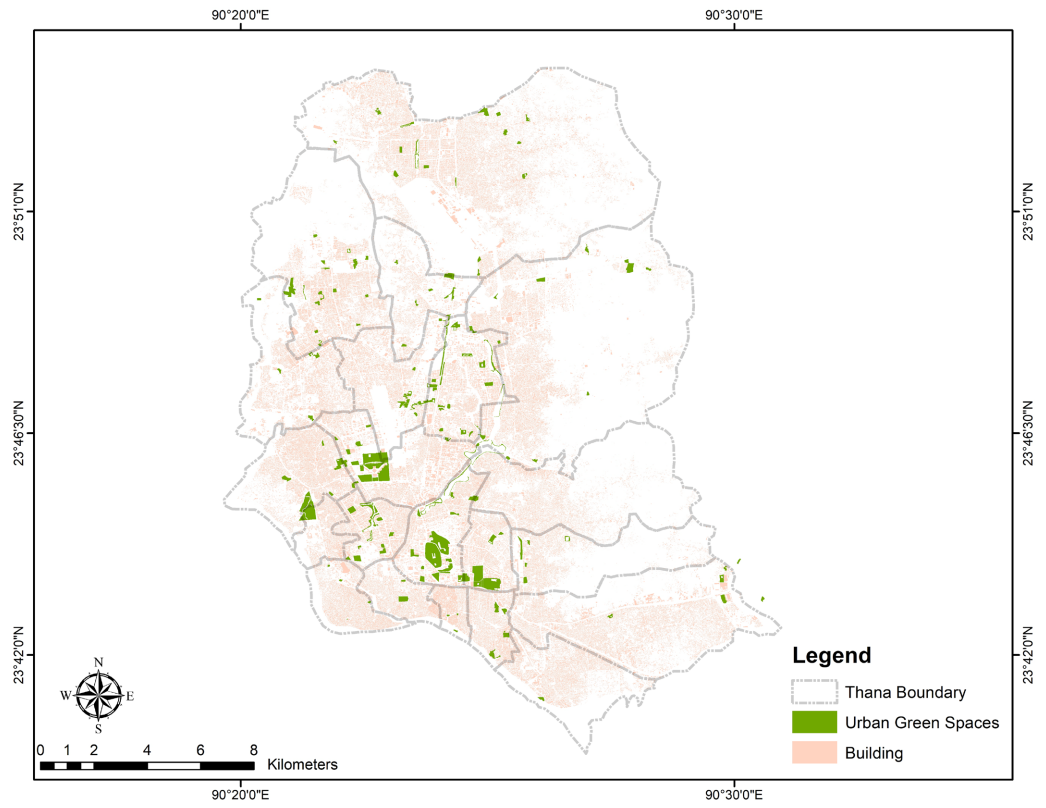 90°20'0"E 90°30'0"E
23°51'0"N 23°51'0"N
23°46'30"N 23°46'30"N
23°42'0"N 23°42'0"N
Legend
Thana Boundary
Urban Green Spaces
Building
N
W E
S
0 1 2 4 6 8
Kilometers
90°20'0"E 90°30'0"E